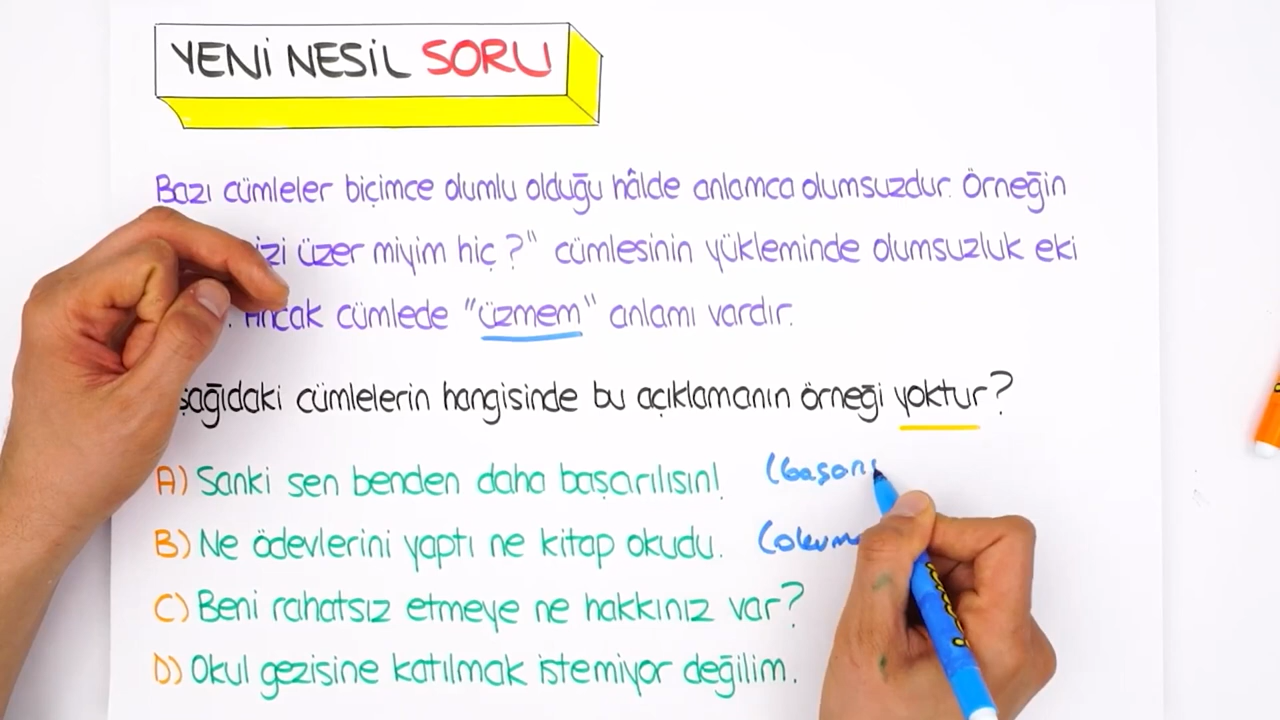 YENİ NESİL SORU
Bazı cümleler biçimce olumlu olduğu hâlde anlamca olumsuzdur. Örneğin
üzer miyim hiç?" cümlesinin yükleminde olumsuzluk eki
Ancak cümlede "üzmem" anlamı vardır.
cümlelerin hangisinde bu açıklamanın örneği yoktur?
A) Sanki sen benden daha başarılısın!
B) Ne ödevlerini yaptı ne kitap okudu.
C) Beni rahatsız etmeye ne hakkınız var?
D) Okul gezisine katılmak istemiyor değilim.